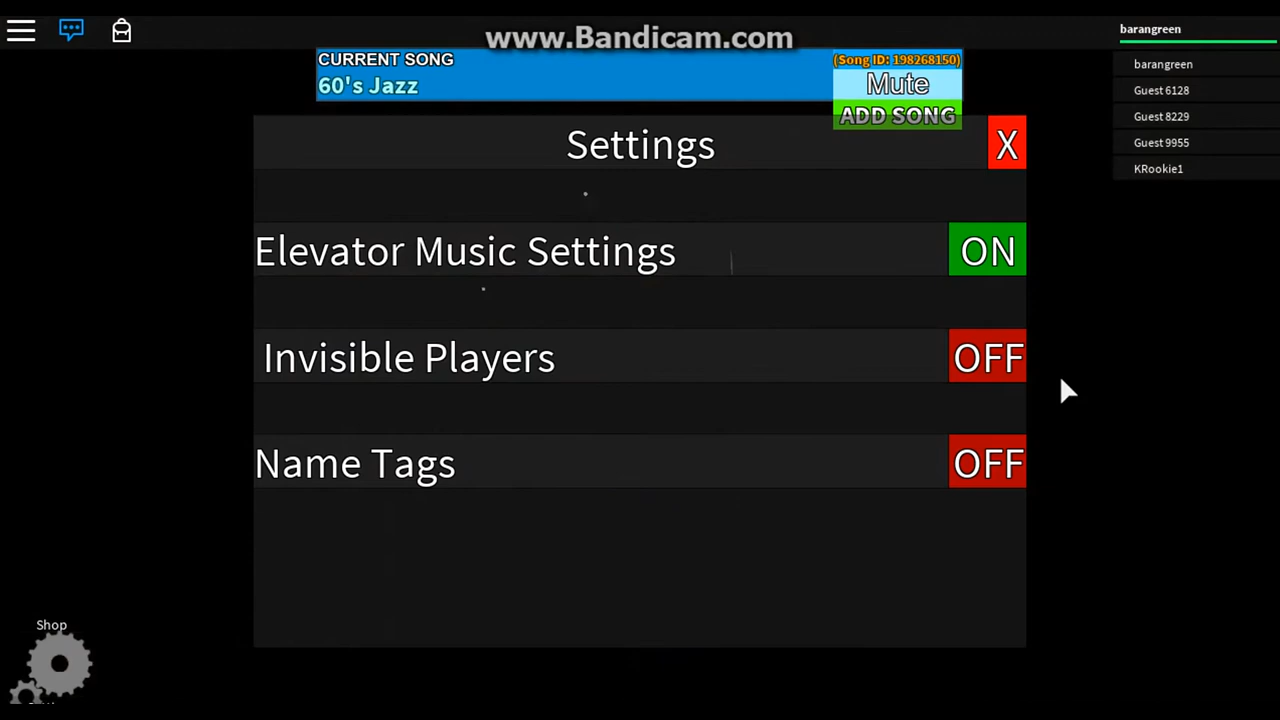 www.Bandicam.com
barangreen
CURRENT SONG
(Song ID: 198268150)
60's Jazz
Mute
ADD SONG
barangreen
Guest 6128
Guest 8229
Guest 9955
KRookie1
Settings
X
Elevator Music Settings
ON
Invisible Players
OFF
Name Tags
OFF
Shop